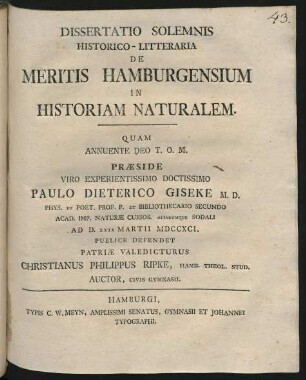 43.
DISSERTATIO SOLEMNIS
HISTORICO-LITTERARIA
DE
MERITIS HAMBURGENSIUM
IN
HISTORIAM NATURALEM.
QUAM
ANNUENTE DEO T. O. M.
PRÆSIDE
VIRO EXPERIENTISSIMO DOCTISSIMO
PAULO DIETERICO GISEKE M. D.
PHYS. ET POET. PROF. P. ET BIBLIOTHECARIO SECUNDO
ACAD. IMP. NATURÆ CURIOS. SODALI
AD D. MARTII MDCCXCI.
PUBLICE DEFENDET
PATRIÆ VALEDICTURUS
CHRISTIANUS PHILIPPUS RIPKE, HAMB. THEOL. STUD.
AUCTOR, CIVIS GYMNASII.
HAMBURGI,
TYPIS C. W. MEYN, AMPLISSIMI SENATUS, GYMNASII ET JOHANNEI
TYPOGRAPHI.